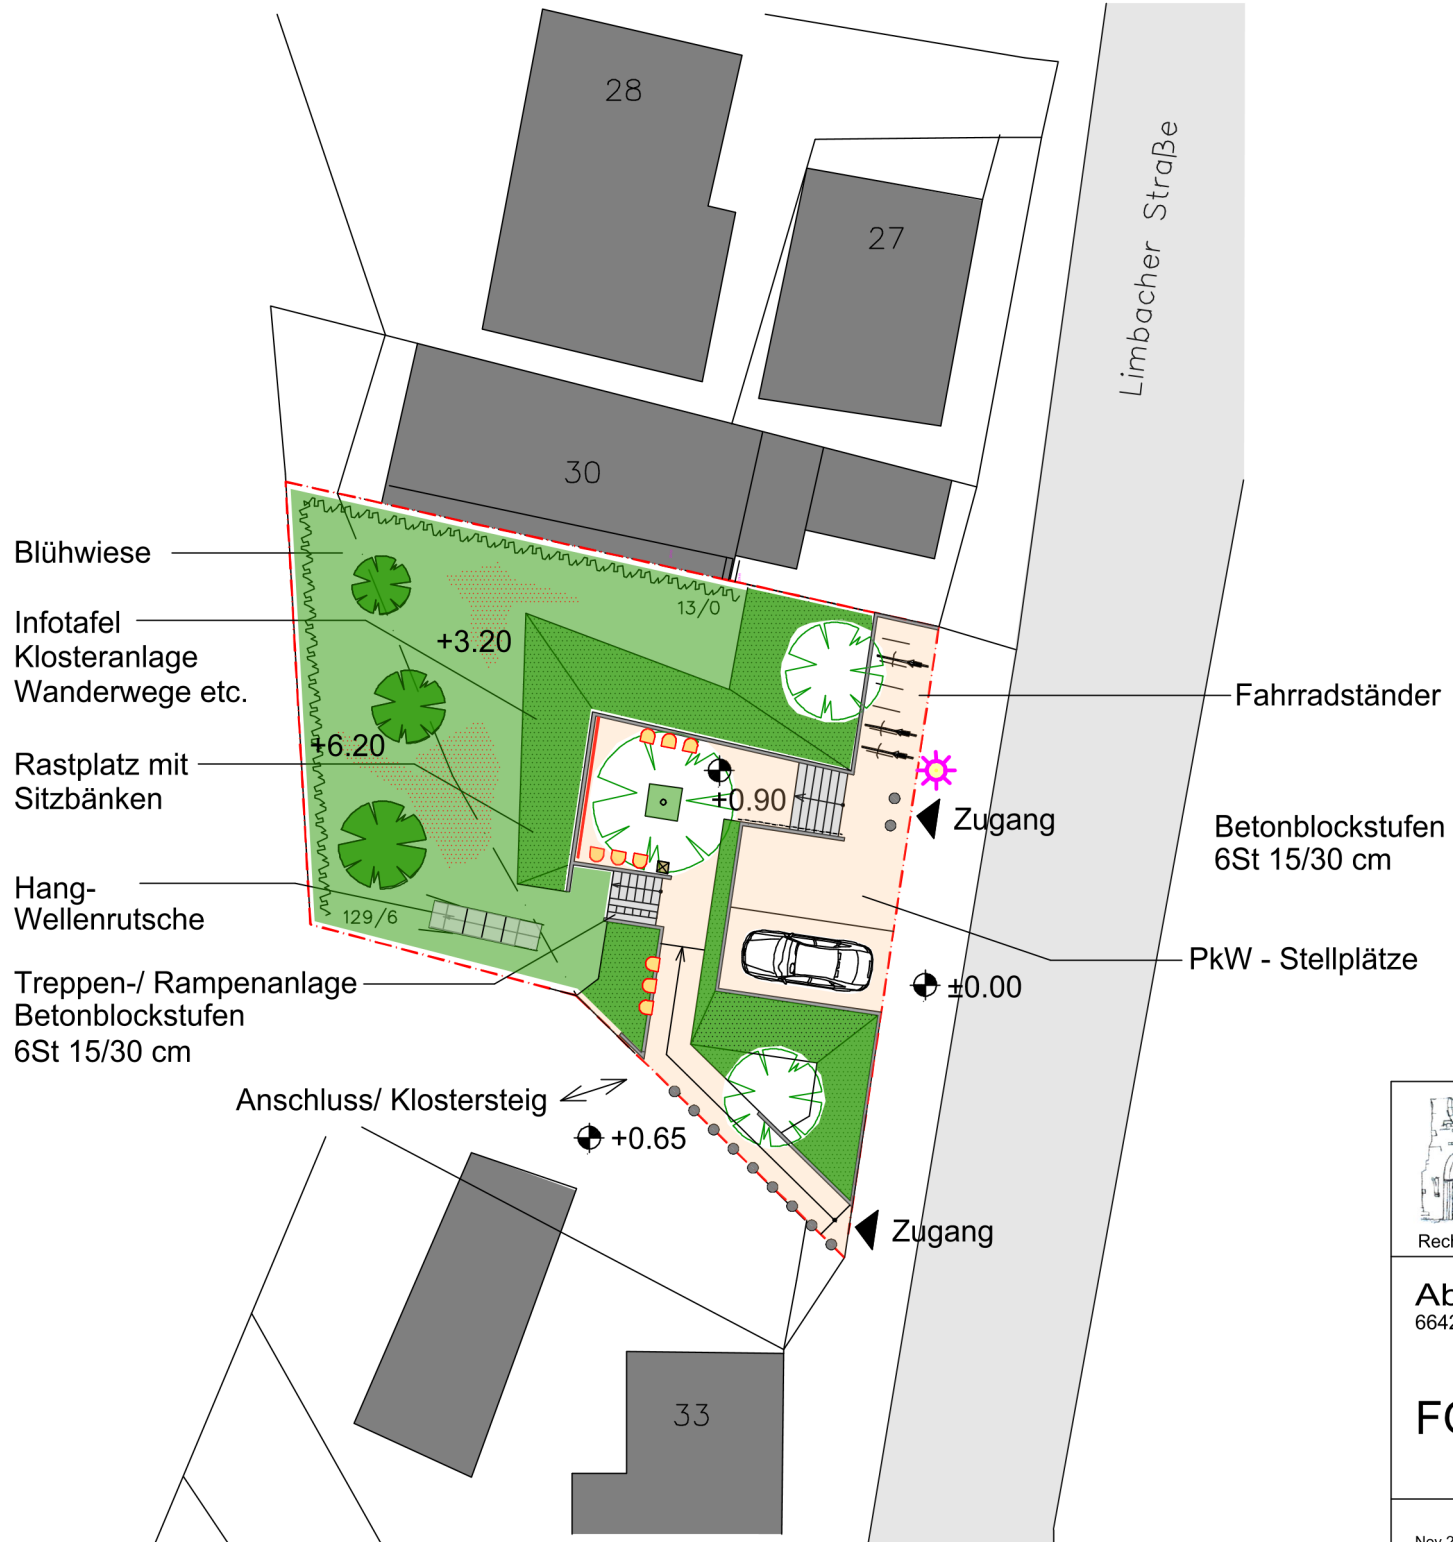 28
27
Limbacher Straße
30
Blühwiese
13/0
Infotafel
Klosteranlage
Wanderwege etc.
+3.20
Fahrradständer
+6.20
Rastplatz mit
Sitzbänken
+0.90
Zugang
Betonblockstufen
6St 15/30 cm
Hang-
Wellenrutsche
129/6
PkW - Stellplätze
Treppen-/ Rampenanlage
Betonblockstufen
6St 15/30 cm
±0.00
Anschluss/ Klostersteig
+0.65
Zugang
33